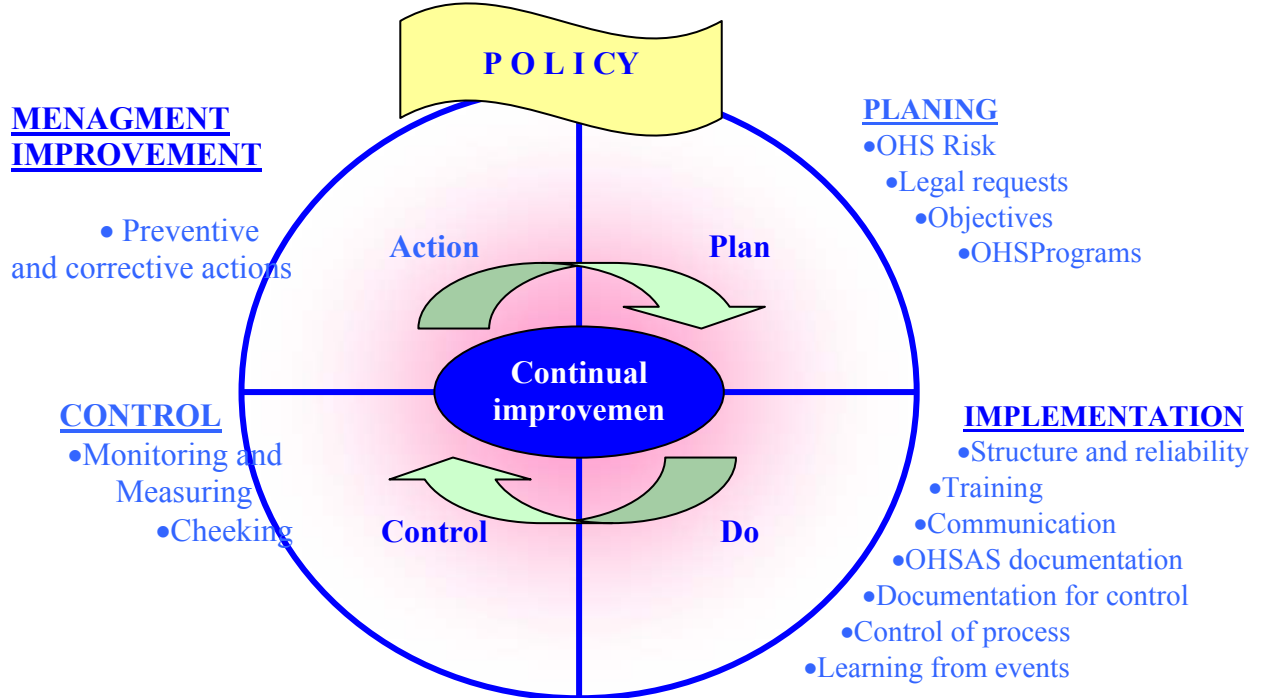 P O L I CY
MENAGMENT
IMPROVEMENT
• Preventive
and corrective actions
PLANING
•OHS Risk
•Legal requests
•Objectives
•OHSPrograms
Action
Plan
Continual
improvemen
Control
Do
CONTROL
•Monitoring and
Measuring
•Cheeking
IMPLEMENTATION
•Structure and reliability
•Training
•Communication
•OHSAS documentation
•Documentation for control
•Control of process
•Learning from events